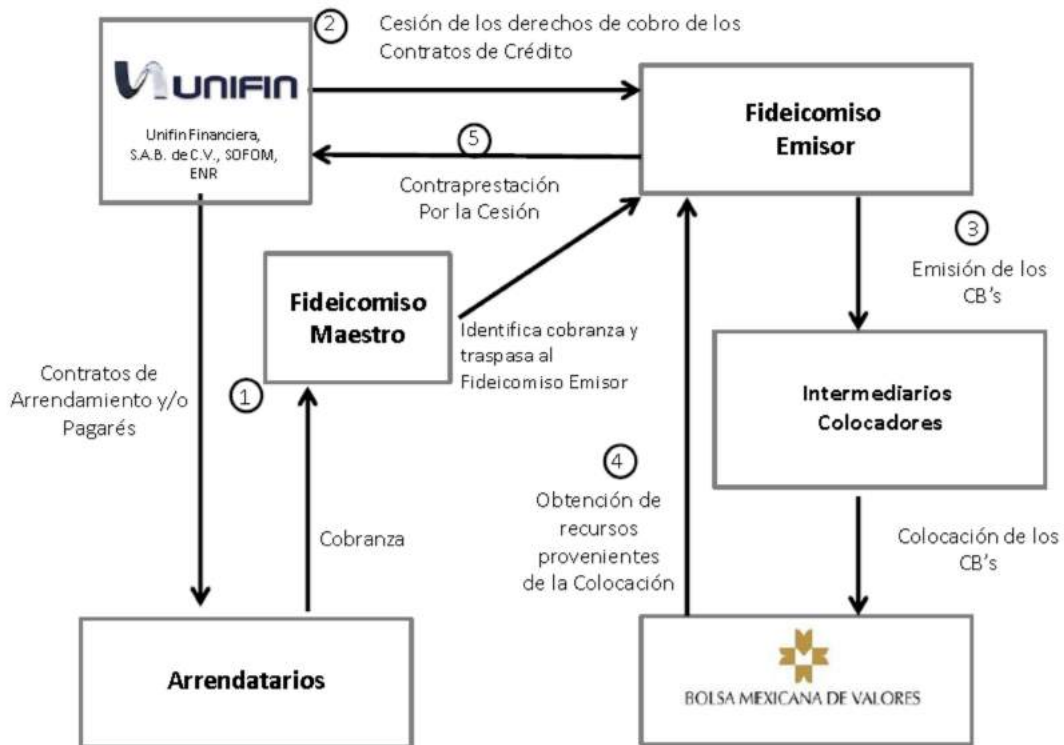 2
Cesión de los derechos de cobro de los
Contratos de Crédito
UNIFIN
Unifin Financiera,
S.A.B. de C.V., SOFOM,
ENR
Fideicomiso
Emisor
5
Contraprestación
Por la Cesión
3
Emisión de los
CB's
Fideicomiso
Maestro
Identifica cobranza y
traspasa al
Fideicomiso Emisor
Contratos de
Arrendamiento y/o
Pagarés
1
Intermediarios
Colocadores
4
Obtención de
recursos
provenientes
de la Colocación
Cobranza
Colocación de los
CB's
Arrendatarios
BOLSA MEXICANA DE VALORES